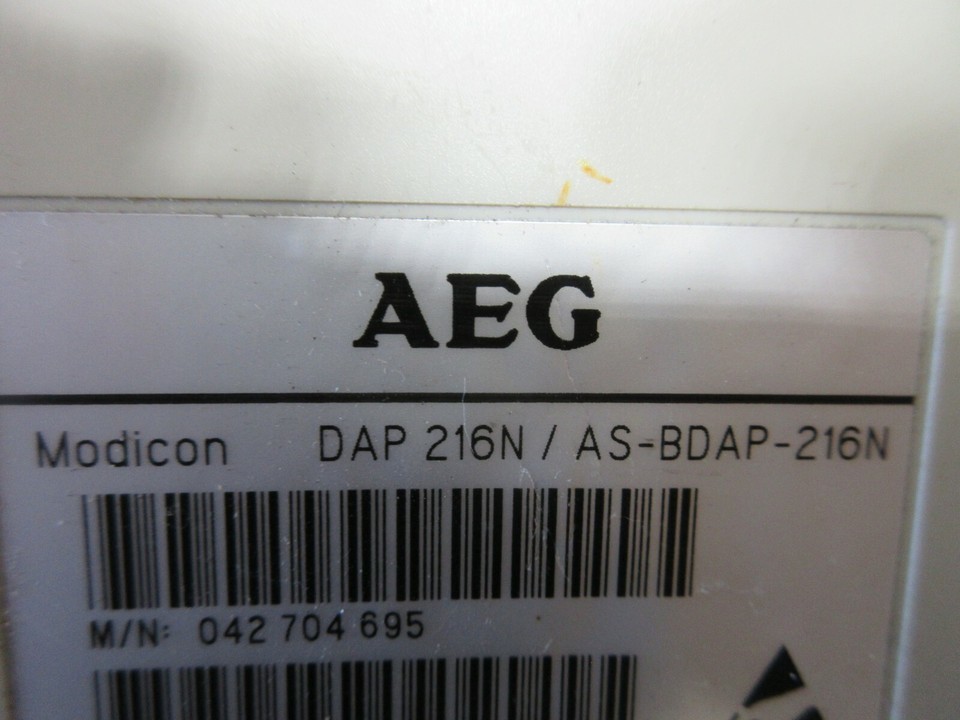 AEG
Modicon DAP 216N / AS-BDAP-216N
M/N: 042 704 695